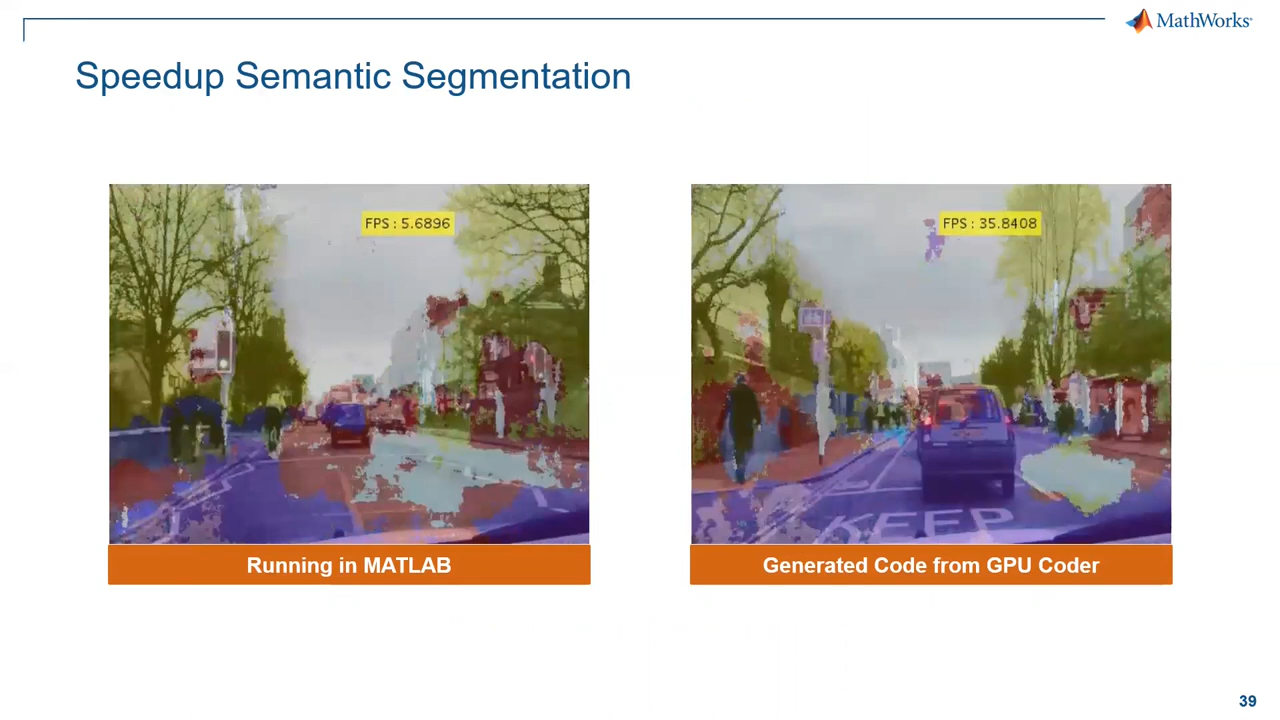 MathWorks®
Speedup Semantic Segmentation
FPS : 5.6896
FPS : 35.8408
KEEP
Running in MATLAB
Generated Code from GPU Coder
39